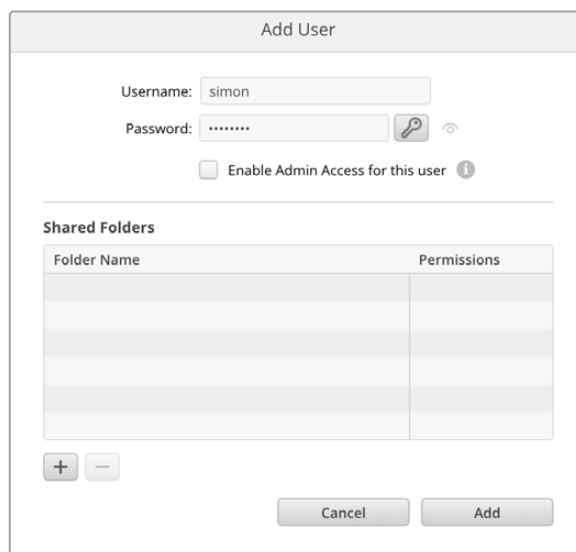 Add User
Username: simon
Password: ••••••••
Enable Admin Access for this user
Shared Folders
Folder Name Permissions
Cancel Add